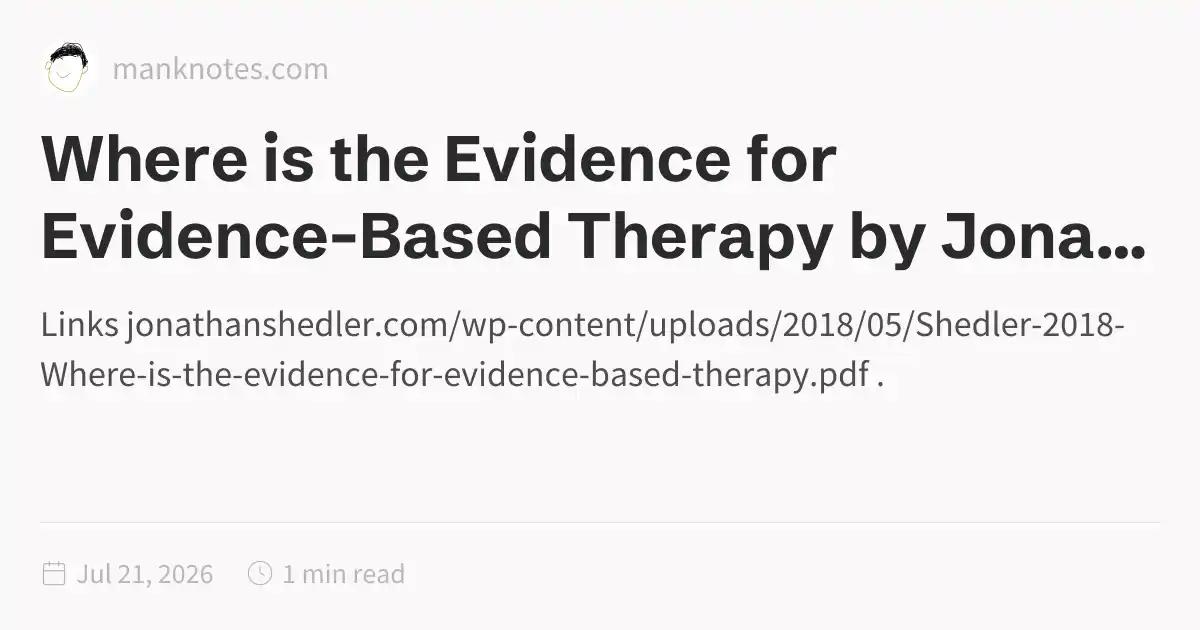 manknotes.com
Where is the Evidence for
Evidence-Based Therapy by Jona...
Links jonathanshedler.com/wp-content/uploads/2018/05/Shedler-2018-
Where-is-the-evidence-for-evidence-based-therapy.pdf .
Jul 21, 2026
1 min read